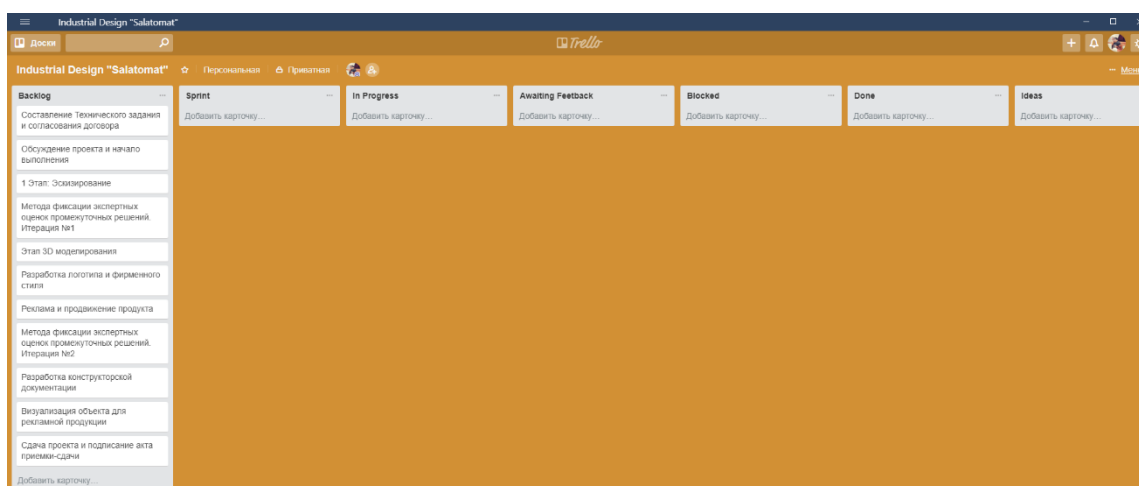 Industrial Design "Salatomat"
Доски
Trello
Industrial Design "Salatomat"
Персональная
Приватная
Backlog
Составление Технического задания
и согласования договора
Обсуждение проекта и начало
выполнения
1 Этап: Эскизирование
Метода фиксации экспертных
оценок промежуточных решений.
Итерация №1
Этап 3D моделирования
Разработка логотипа и фирменного
стиля
Реклама и продвижение продукта
Метода фиксации экспертных
оценок промежуточных решений.
Итерация №2
Разработка конструкторской
документации
Визуализация объекта для
рекламной продукции
Сдача проекта и подписание акта
приемки-сдачи
Добавить карточку...
Sprint
Добавить карточку...
In Progress
Добавить карточку...
Awaiting Feetback
Добавить карточку...
Blocked
Добавить карточку...
Done
Добавить карточку...
Ideas
Добавить карточку...